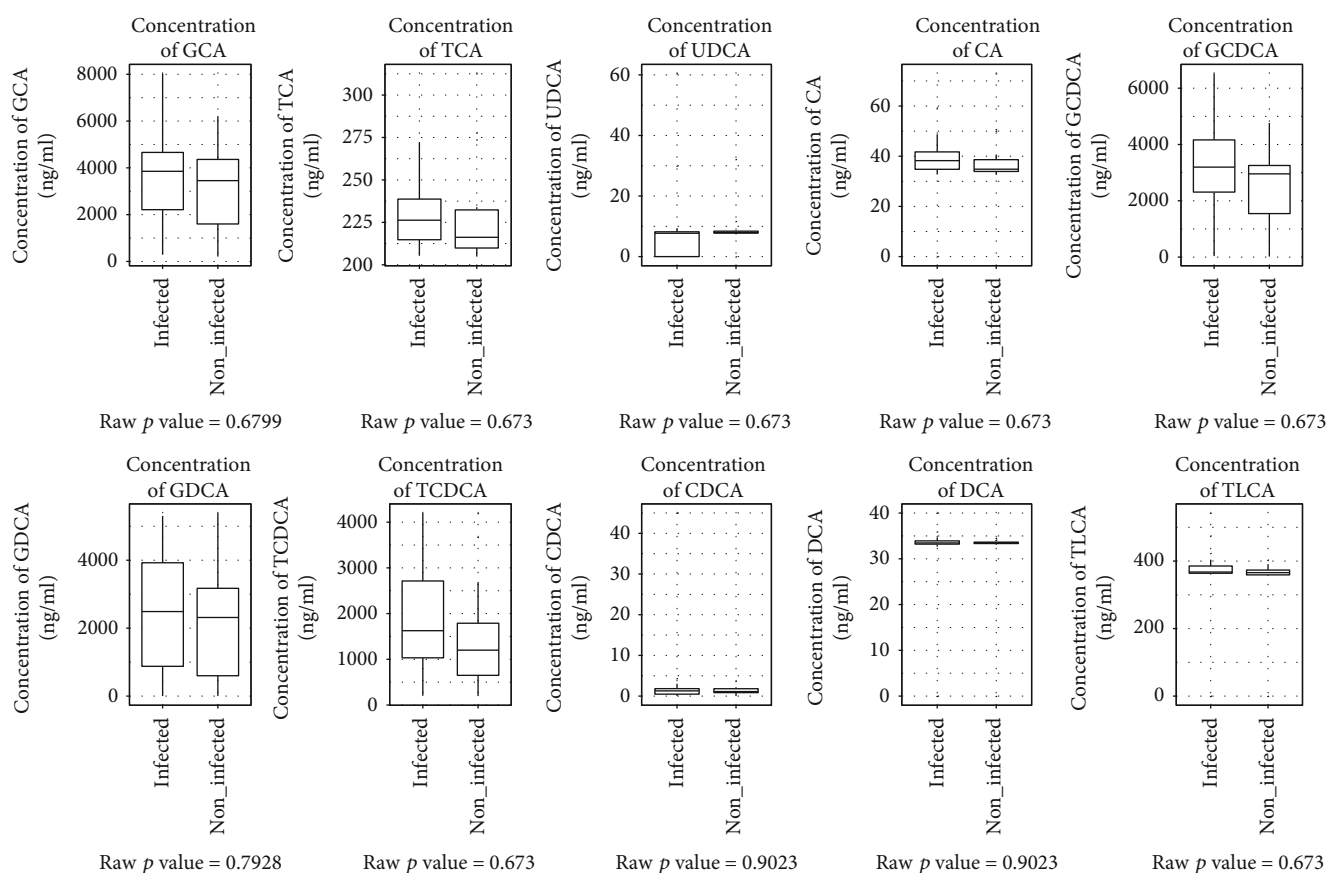 Concentration
of GCA
Concentration of GCA
(ng/ml)
8000
6000
4000
2000
0
Infected
Non_infected
Raw p value = 0.6799
Concentration
of TCA
Concentration of TCA
(ng/ml)
300
275
250
225
200
Infected
Non_infected
Raw p value = 0.673
Concentration
of UDCA
Concentration of UDCA
(ng/ml)
60
40
20
0
Infected
Non_infected
Raw p value = 0.673
Concentration
of CA
Concentration of CA
(ng/ml)
60
40
20
0
Infected
Non_infected
Raw p value = 0.673
Concentration
of GCDCA
Concentration of GCDCA
(ng/ml)
6000
4000
2000
0
Infected
Non_infected
Raw p value = 0.673
Concentration
of GDCA
Concentration of GDCA
(ng/ml)
4000
2000
0
Infected
Non_infected
Raw p value = 0.7928
Concentration
of TCDCA
Concentration of TCDCA
(ng/ml)
4000
3000
2000
1000
0
Infected
Non_infected
Raw p value = 0.673
Concentration
of CDCA
Concentration of CDCA
(ng/ml)
40
30
20
10
0
Infected
Non_infected
Raw p value = 0.9023
Concentration
of DCA
Concentration of DCA
(ng/ml)
40
30
20
10
0
Infected
Non_infected
Raw p value = 0.9023
Concentration
of TLCA
Concentration of TLCA
(ng/ml)
400
200
0
Infected
Non_infected
Raw p value = 0.673